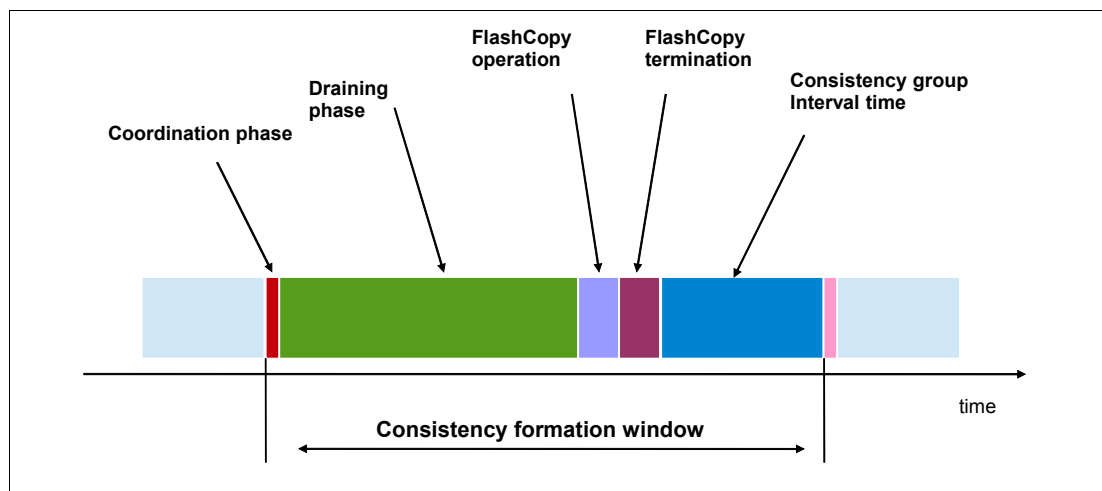 FlashCopy
operation
FlashCopy
termination
Draining
phase
Consistency group
Interval time
Coordination phase
time
Consistency formation window